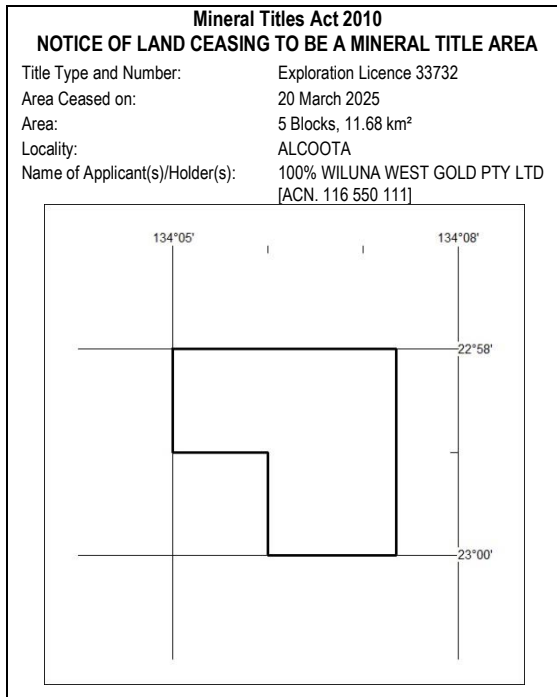 Mineral Titles Act 2010
NOTICE OF LAND CEASING TO BE A MINERAL TITLE AREA
Title Type and Number: Exploration Licence 33732
Area Ceased on: 20 March 2025
Area: 5 Blocks, 11.68 km²
Locality: ALCOOTA
Name of Applicant(s)/Holder(s): 100% WILUNA WEST GOLD PTY LTD
[ACN. 116 550 111]
134°05' 134°08'
22°58'
23°00'